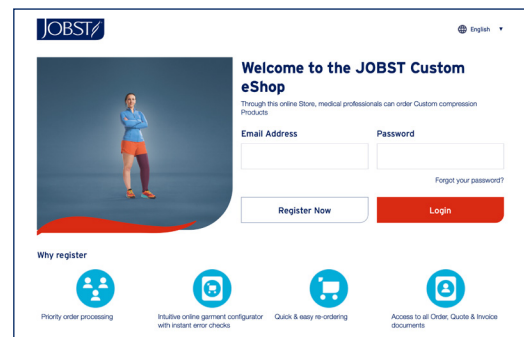 JOBST
English
Welcome to the JOBST Custom
eShop
Through this online Store, medical professionals can order Custom compression
Products
Email Address
Password
Forgot your password?
Register Now
Login
Why register
Priority order processing
Intuitive online garment configurator
with instant error checks
Quick & easy re-ordering
Access to all Order, Quote & Invoice
documents